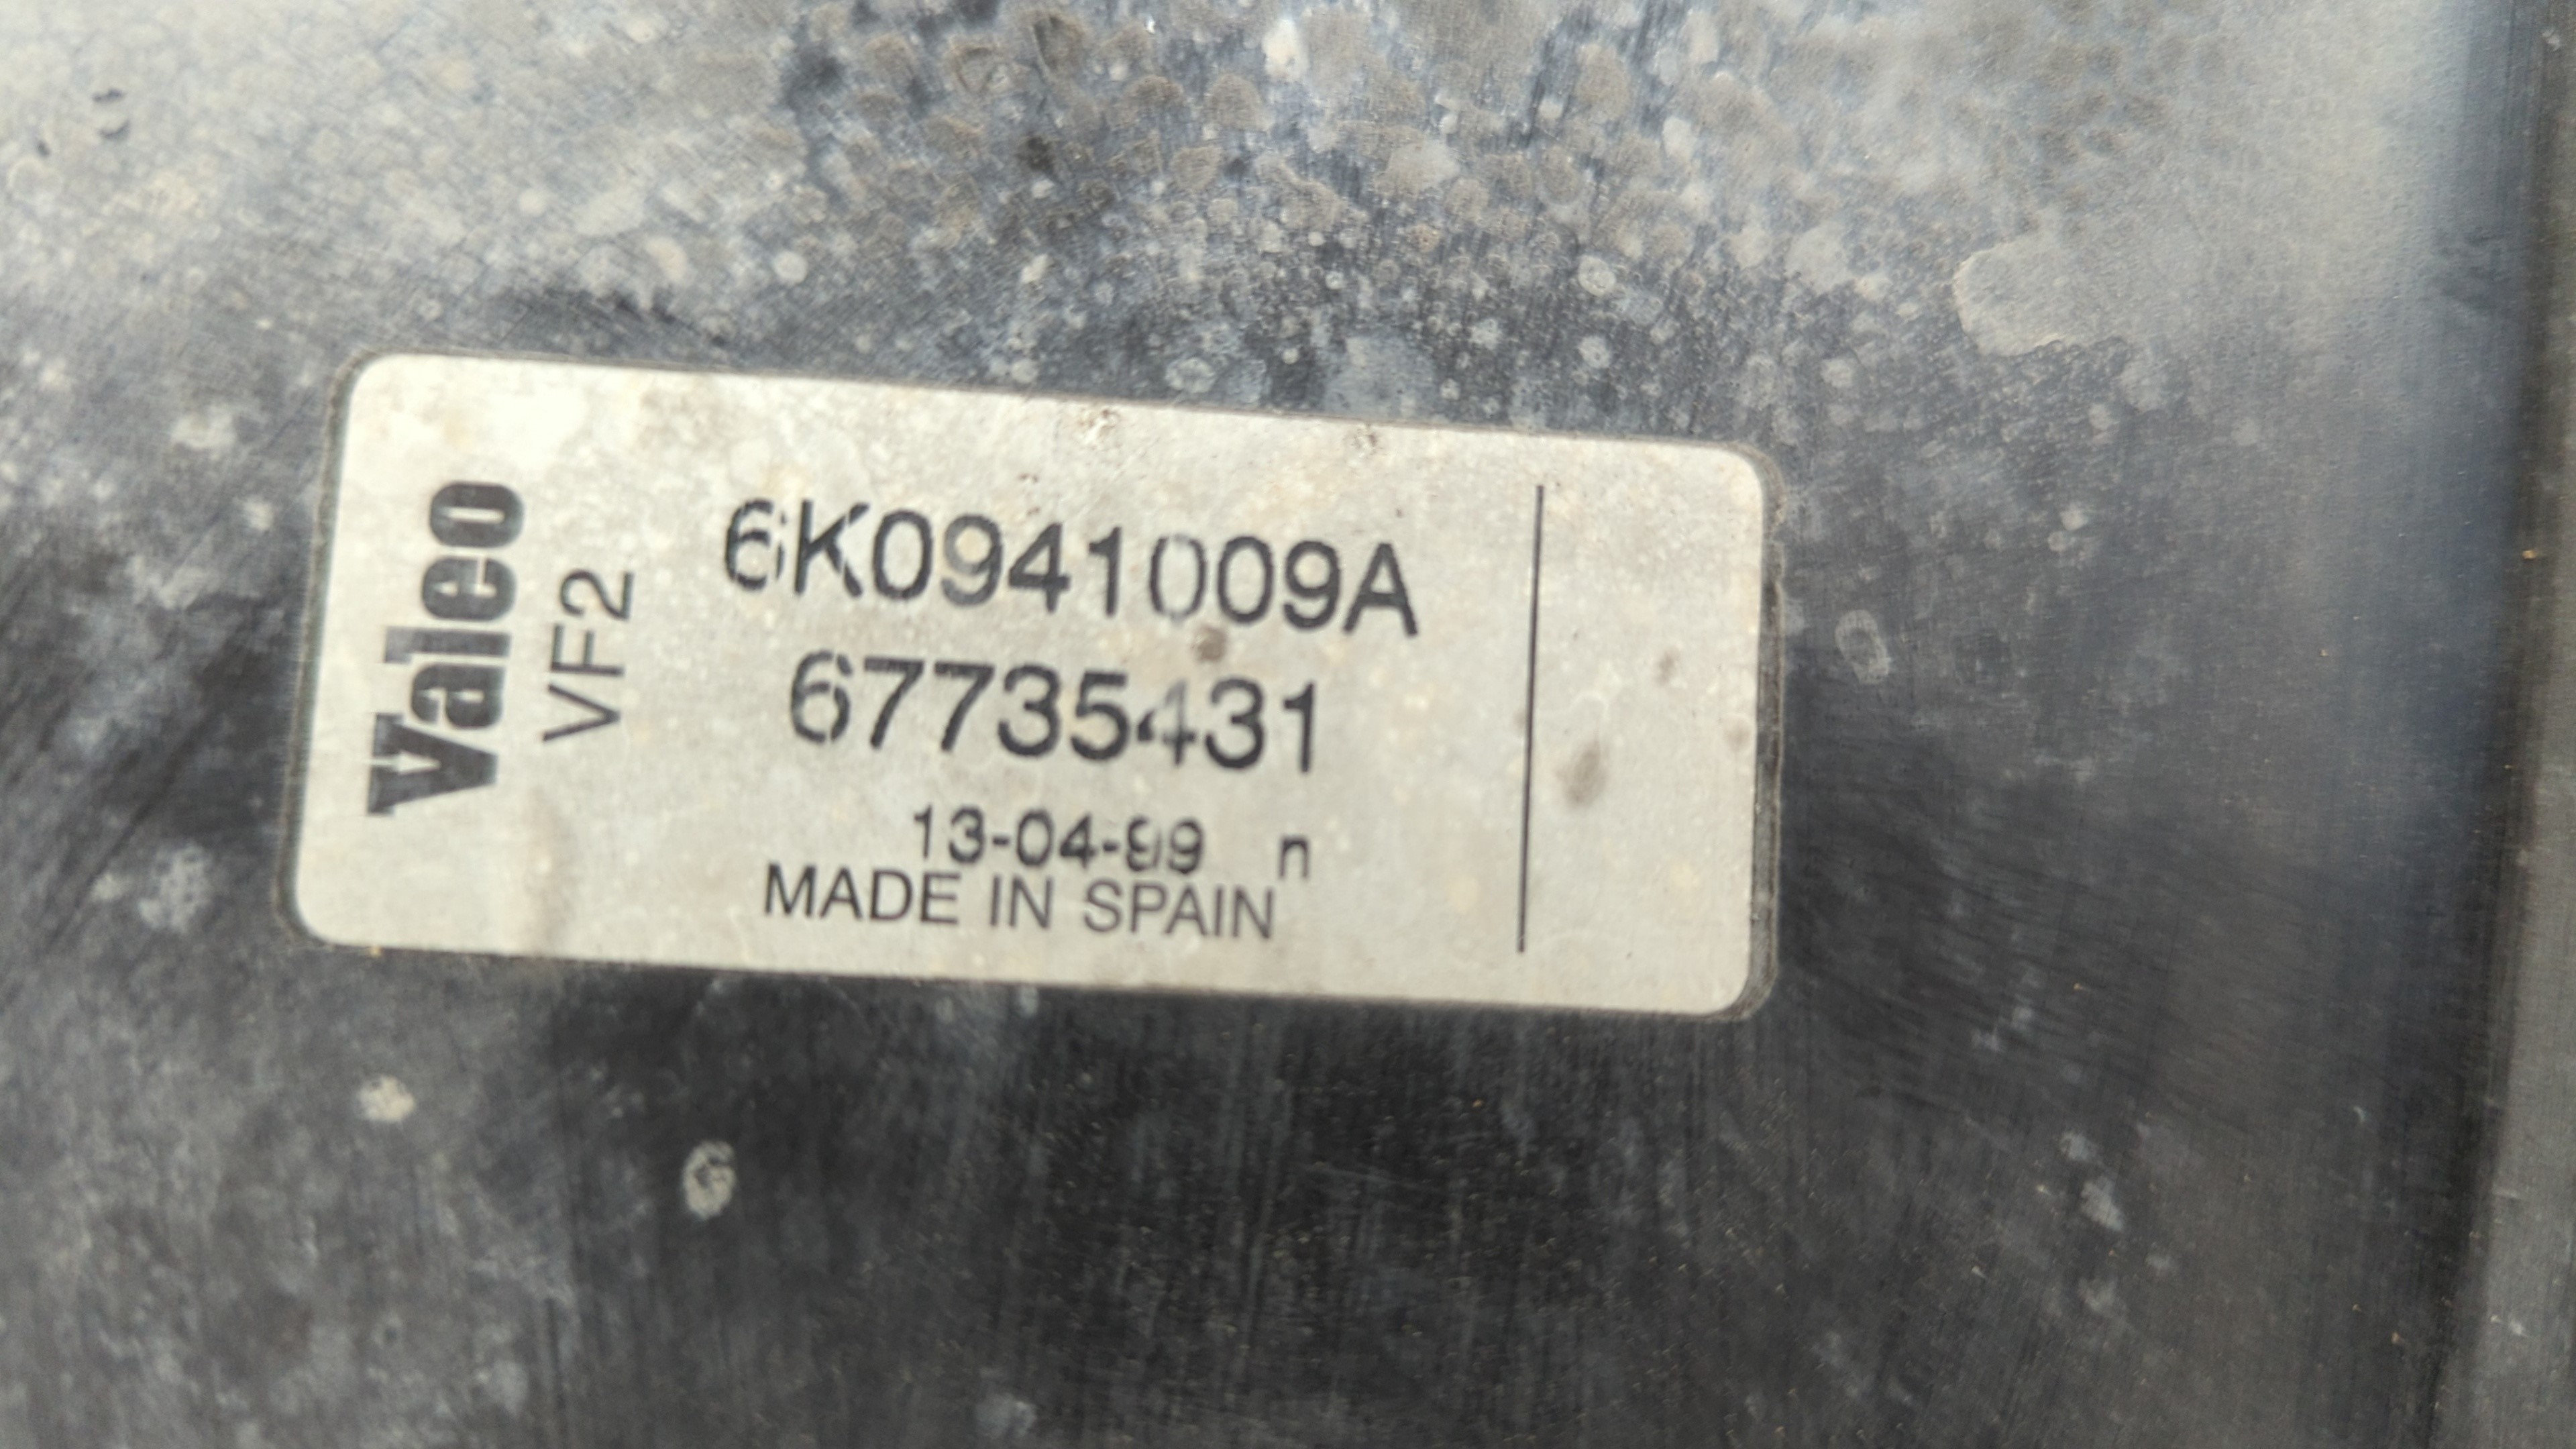 Valeo
VF2
6K0941009A
67735431
13-04-99 n
MADE IN SPAIN